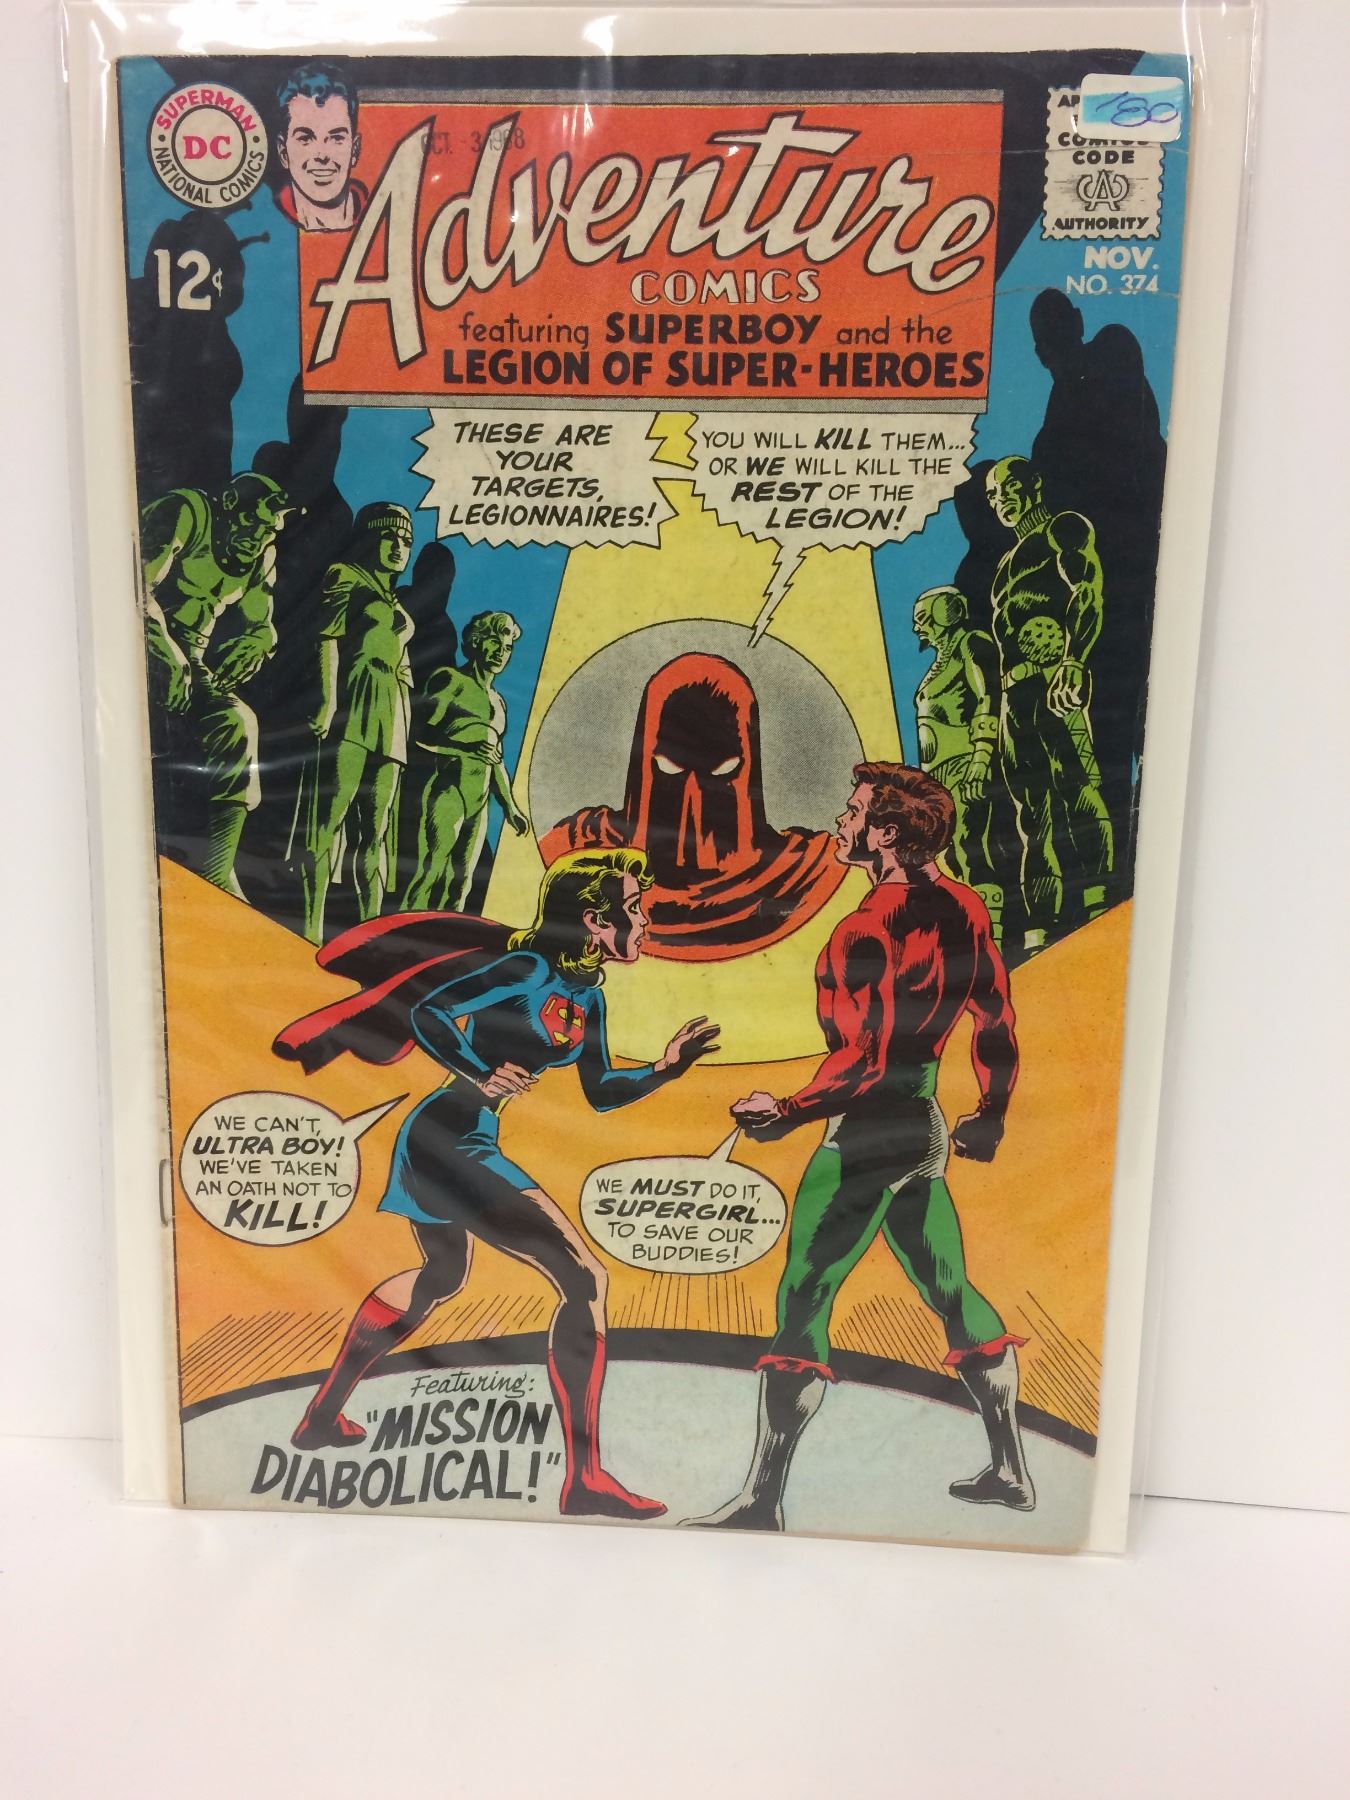 SUPERMAN
DC
NATIONAL COMICS
12¢
OCT. -3 1968
Adventure
COMICS
featuring SUPERBOY and the
LEGION OF SUPER-HEROES
COMICS
CODE
AUTHORITY
NOV.
NO. 374
THESE ARE
YOUR
TARGETS,
LEGIONNAIRES!
YOU WILL KILL THEM...
OR WE WILL KILL THE
REST OF THE
LEGION!
WE CAN'T,
ULTRA BOY!
WE'VE TAKEN
AN OATH NOT TO
KILL!
WE MUST DO IT,
SUPERGIRL...
TO SAVE OUR
BUDDIES!
Featuring:
"MISSION
DIABOLICAL!"